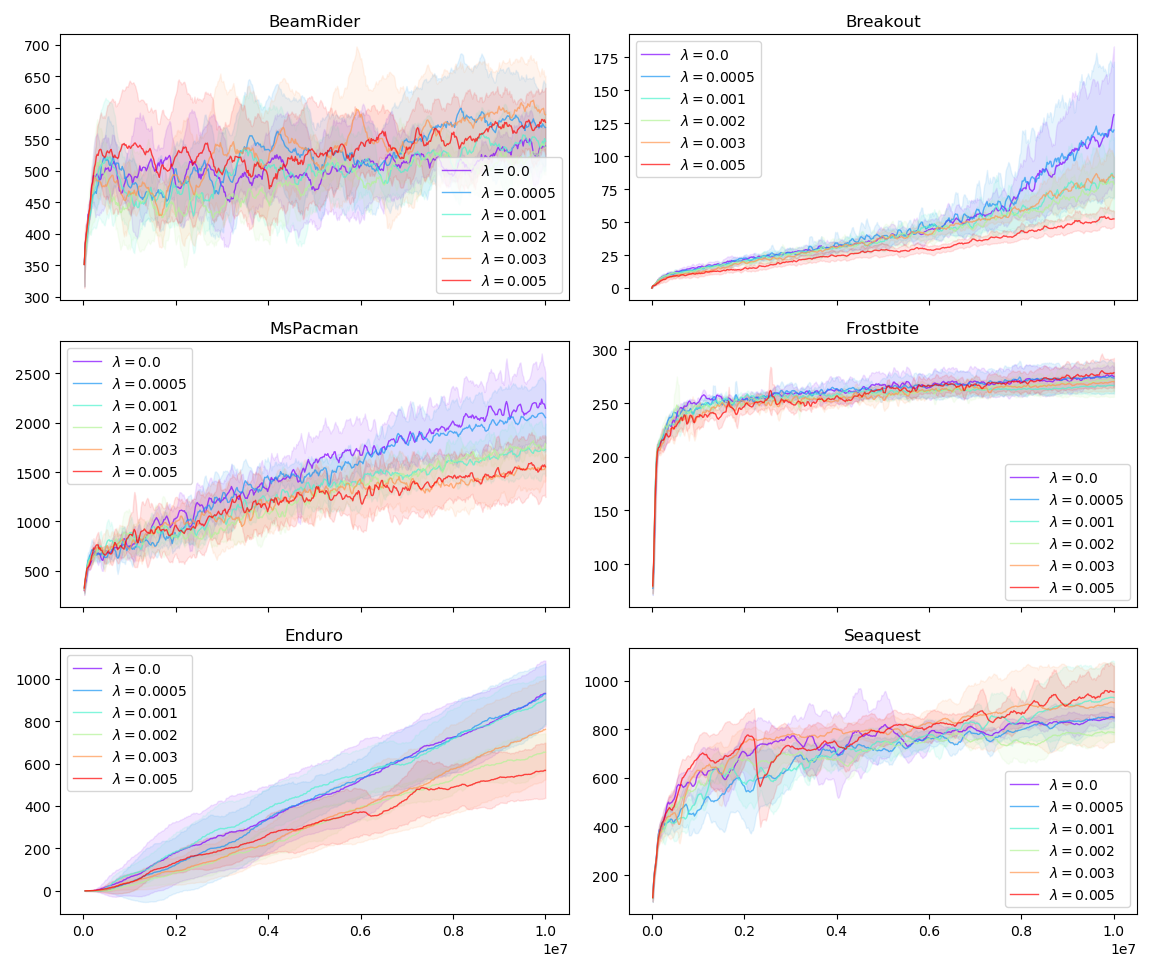 BeamRider
700
650
600
550
500
450
400
350
300
λ = 0.0
λ = 0.0005
λ = 0.001
λ = 0.002
λ = 0.003
λ = 0.005
Breakout
175
150
125
100
75
50
25
0
λ = 0.0
λ = 0.0005
λ = 0.001
λ = 0.002
λ = 0.003
λ = 0.005
MsPacman
2500
2000
1500
1000
500
λ = 0.0
λ = 0.0005
λ = 0.001
λ = 0.002
λ = 0.003
λ = 0.005
Frostbite
300
250
200
150
100
λ = 0.0
λ = 0.0005
λ = 0.001
λ = 0.002
λ = 0.003
λ = 0.005
Enduro
1000
800
600
400
200
0
λ = 0.0
λ = 0.0005
λ = 0.001
λ = 0.002
λ = 0.003
λ = 0.005
0.0 0.2 0.4 0.6 0.8 1.0
1e7
Seaquest
1000
800
600
400
200
λ = 0.0
λ = 0.0005
λ = 0.001
λ = 0.002
λ = 0.003
λ = 0.005
0.0 0.2 0.4 0.6 0.8 1.0
1e7